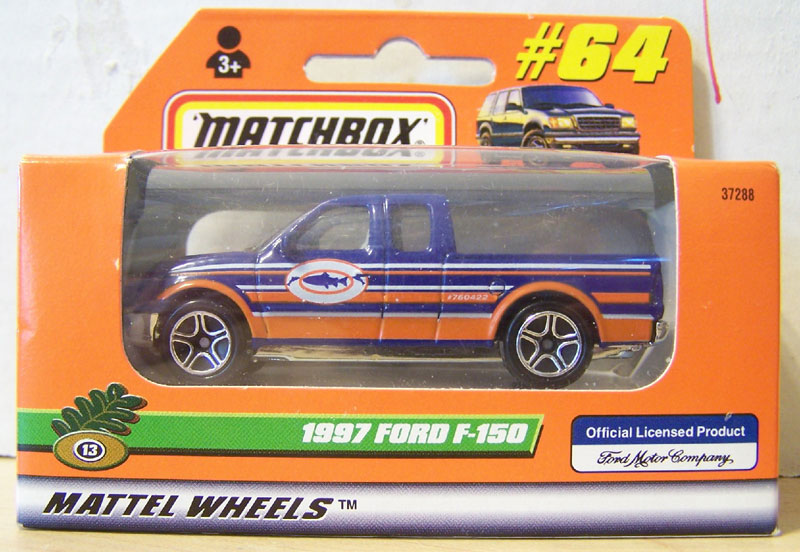 3+
#64
MATCHBOX®
37288
#760422
1997 FORD F-150
13
Official Licensed Product
Ford Motor Company
MATTEL WHEELS™